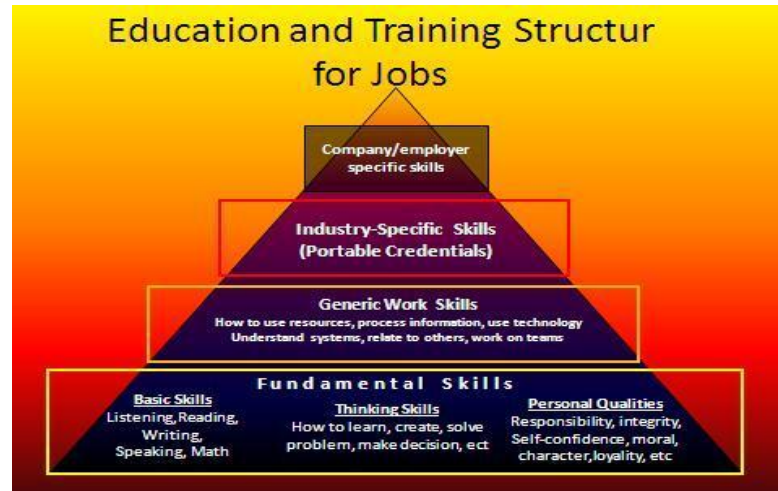 Education and Training Structur
for Jobs
Company/employer
specific skills
Industry-Specific Skills
(Portable Credentials)
Generic Work Skills
How to use resources, process information, use technology
Understand systems, relate to others, work on teams
Fundamental Skills
Basic Skills
Listening,Reading,
Writing,
Speaking, Math
Thinking Skills
How to learn, create, solve
problem, make decision, ect
Personal Qualities
Responsibility, integrity,
Self-confidence, moral,
character,loyality, etc